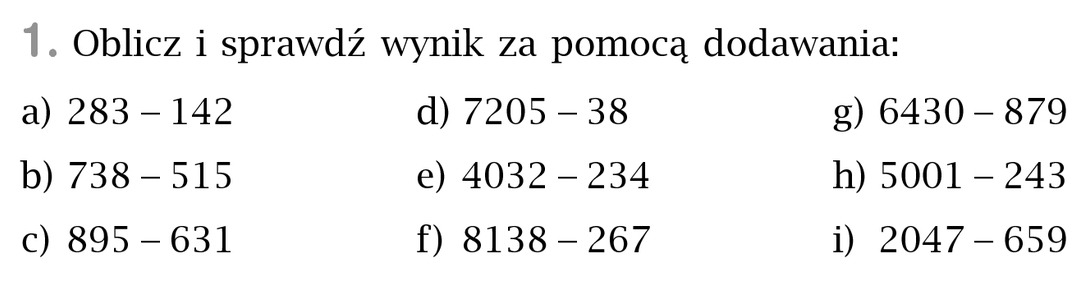 1. Oblicz i sprawdź wynik za pomocą dodawania:
a) 283 – 142 d) 7205 – 38 g) 6430 – 879
b) 738 – 515 e) 4032 – 234 h) 5001 – 243
c) 895 – 631 f) 8138 – 267 i) 2047 – 659